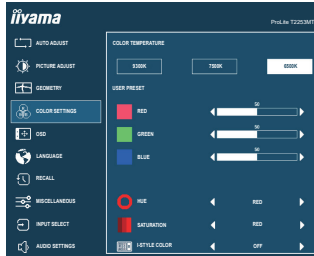 iiyama
ProLite T2253MT
AUTO ADJUST
PICTURE ADJUST
GEOMETRY
COLOR SETTINGS
OSD
LANGUAGE
RECALL
MISCELLANEOUS
INPUT SELECT
AUDIO SETTINGS
COLOR TEMPERATURE
9300K 7500K 6500K
USER PRESET
RED 50
GREEN 50
BLUE 50
HUE RED
SATURATION RED
I-STYLE COLOR OFF